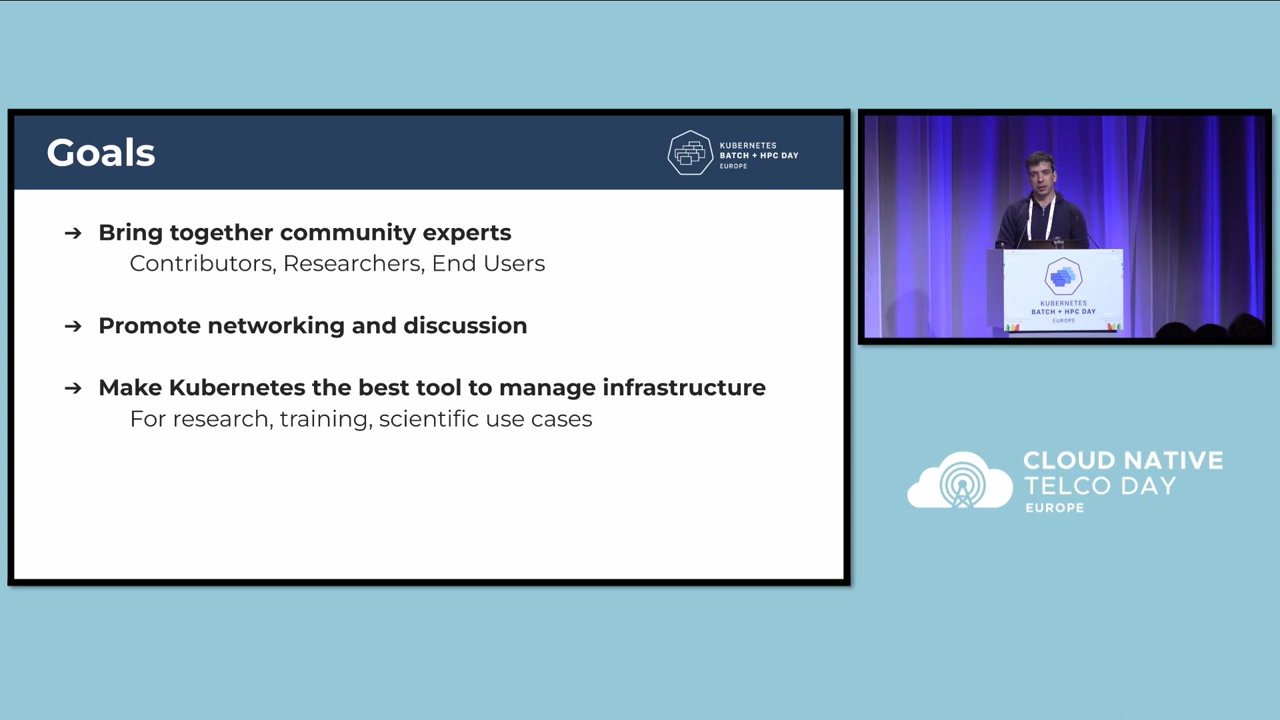 Goals
KUBERNETES
BATCH + HPC DAY
EUROPE
➔ Bring together community experts
Contributors, Researchers, End Users
➔ Promote networking and discussion
➔ Make Kubernetes the best tool to manage infrastructure
For research, training, scientific use cases
KUBERNETES
BATCH + HPC DAY
EUROPE
CLOUD NATIVE
TELCO DAY
EUROPE